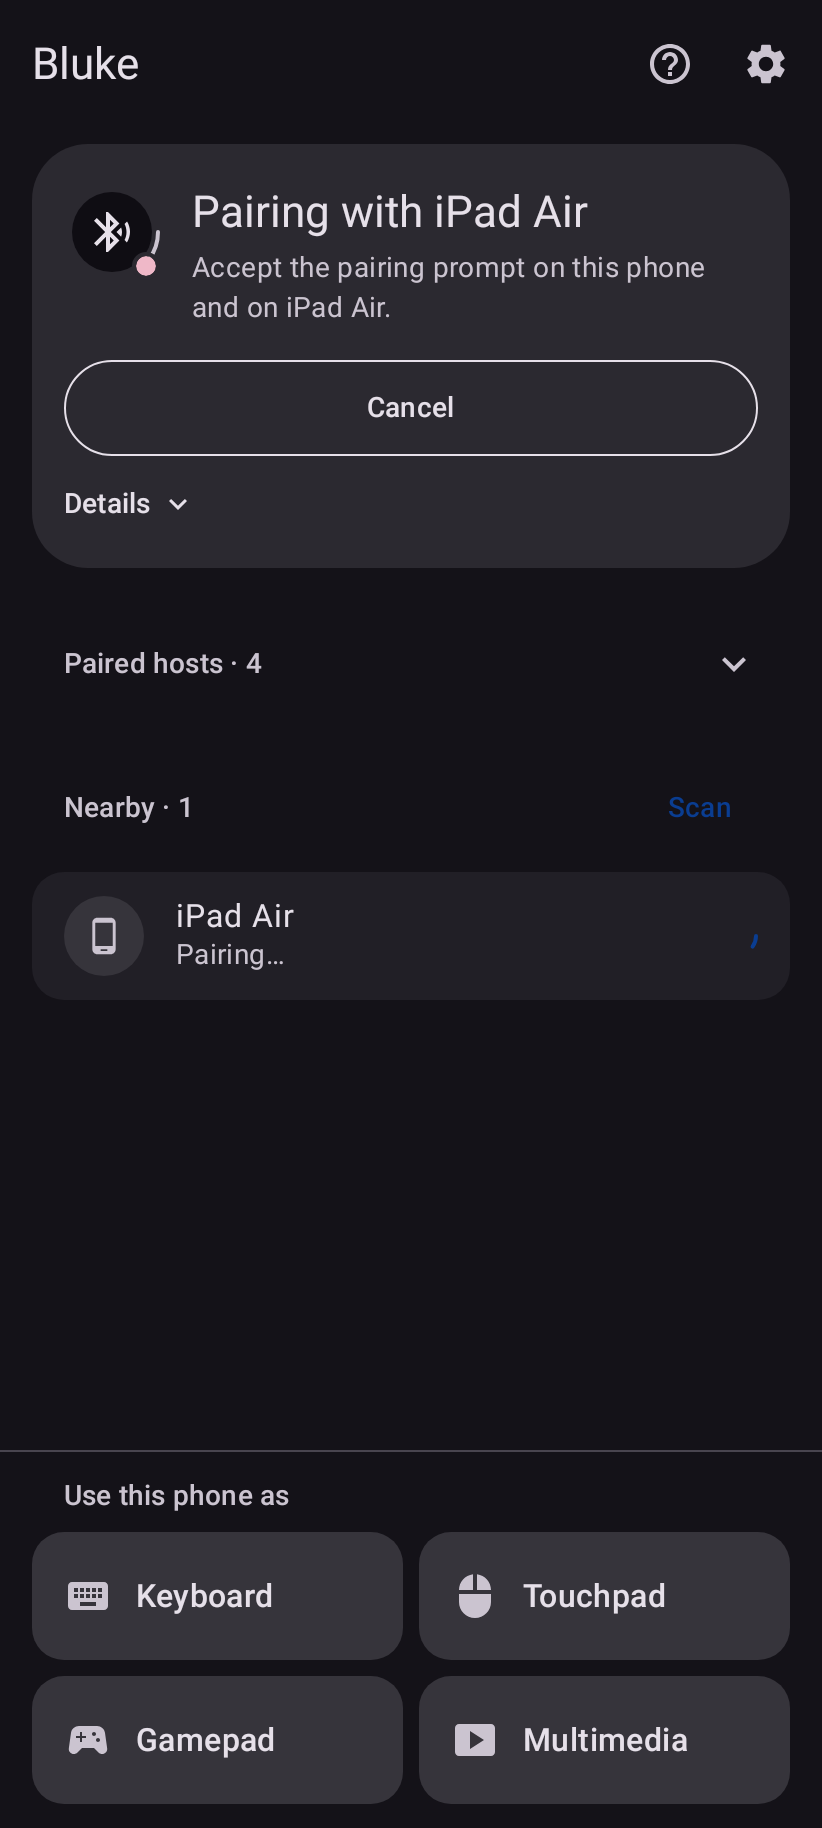 Bluke
Pairing with iPad Air
Accept the pairing prompt on this phone
and on iPad Air.
Cancel
Details
Paired hosts · 4
Nearby · 1
Scan
iPad Air
Pairing…
Use this phone as
Keyboard
Touchpad
Gamepad
Multimedia